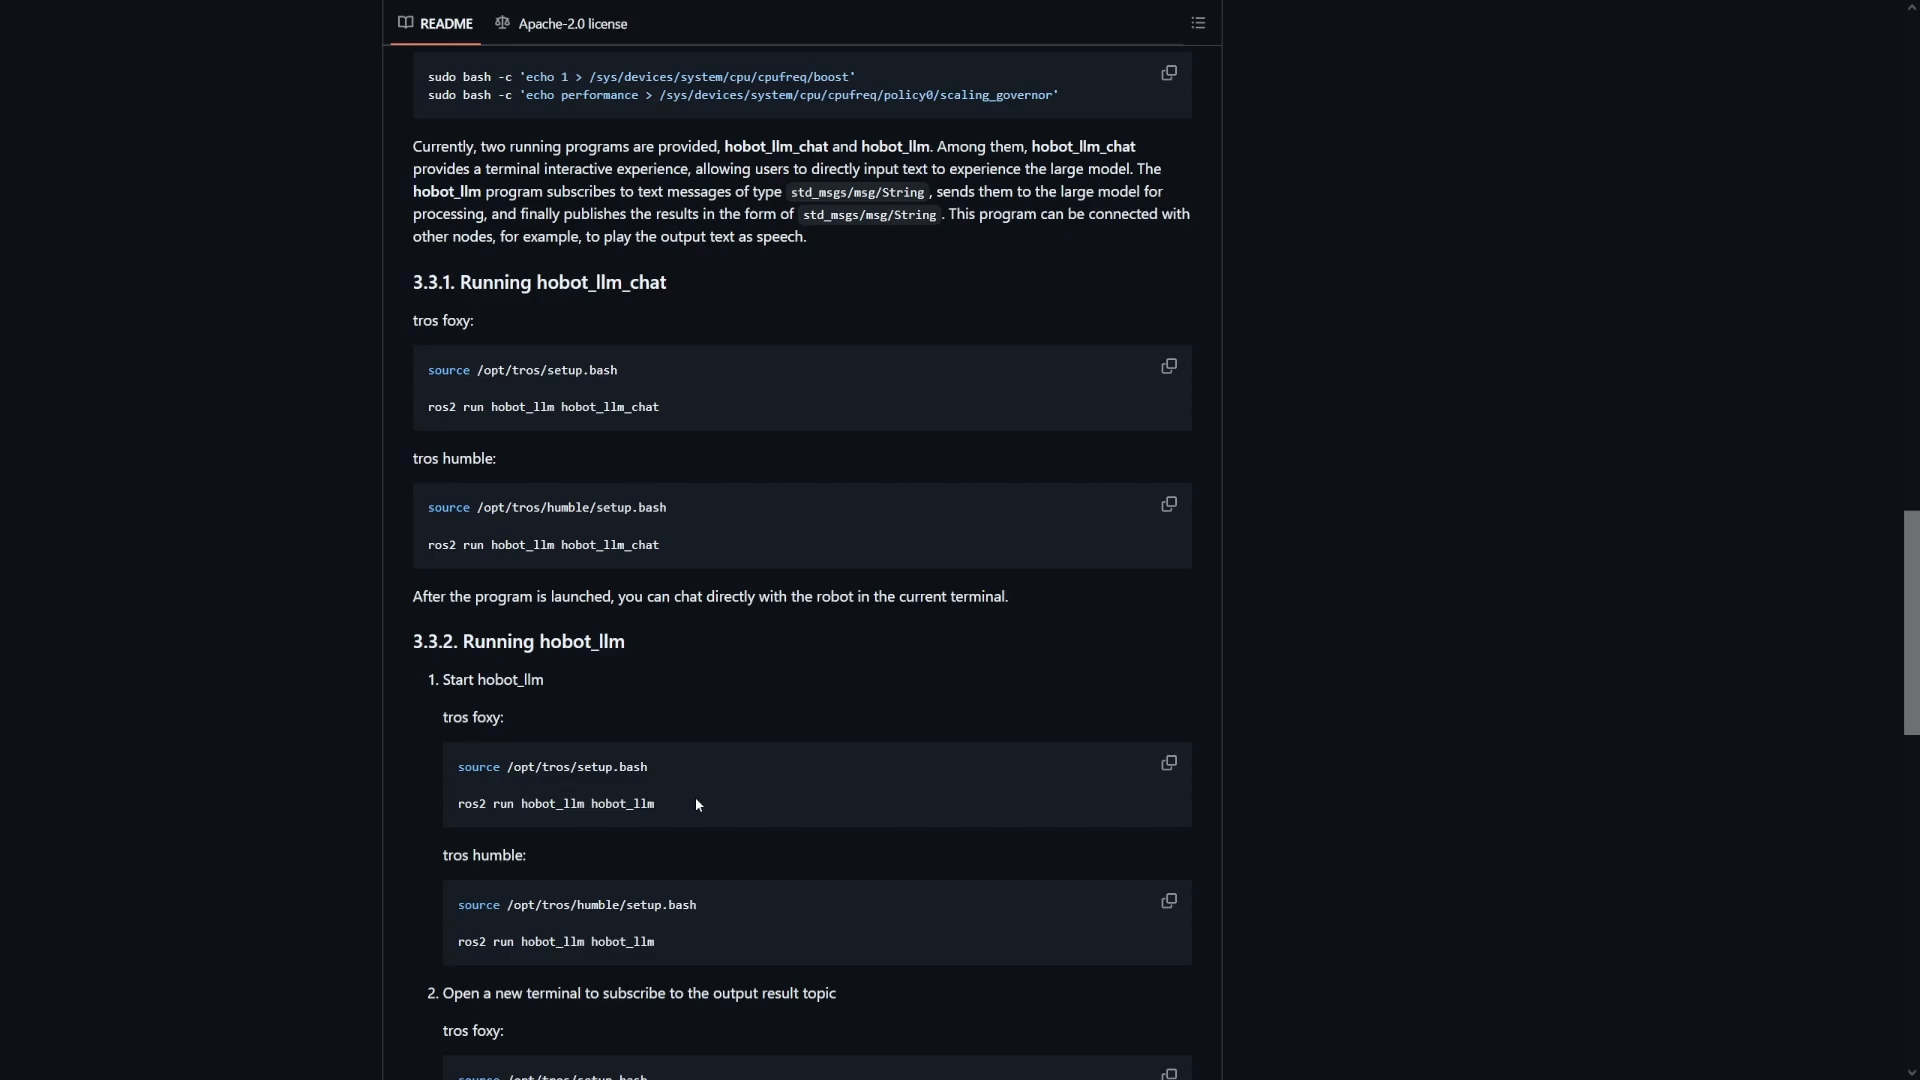 README Apache-2.0 license
sudo bash -c 'echo 1 > /sys/devices/system/cpu/cpufreq/boost'
sudo bash -c 'echo performance > /sys/devices/system/cpu/cpufreq/policy0/scaling_governor'
Currently, two running programs are provided, hobot_llm_chat and hobot_llm. Among them, hobot_llm_chat
provides a terminal interactive experience, allowing users to directly input text to experience the large model. The
hobot_llm program subscribes to text messages of type std_msgs/msg/String, sends them to the large model for
processing, and finally publishes the results in the form of std_msgs/msg/String. This program can be connected with
other nodes, for example, to play the output text as speech.
3.3.1. Running hobot_llm_chat
tros foxy:
source /opt/tros/setup.bash
ros2 run hobot_llm hobot_llm_chat
tros humble:
source /opt/tros/humble/setup.bash
ros2 run hobot_llm hobot_llm_chat
After the program is launched, you can chat directly with the robot in the current terminal.
3.3.2. Running hobot_llm
1. Start hobot_llm
tros foxy:
source /opt/tros/setup.bash
ros2 run hobot_llm hobot_llm
tros humble:
source /opt/tros/humble/setup.bash
ros2 run hobot_llm hobot_llm
2. Open a new terminal to subscribe to the output result topic
tros foxy:
source /opt/tros/setup.bash